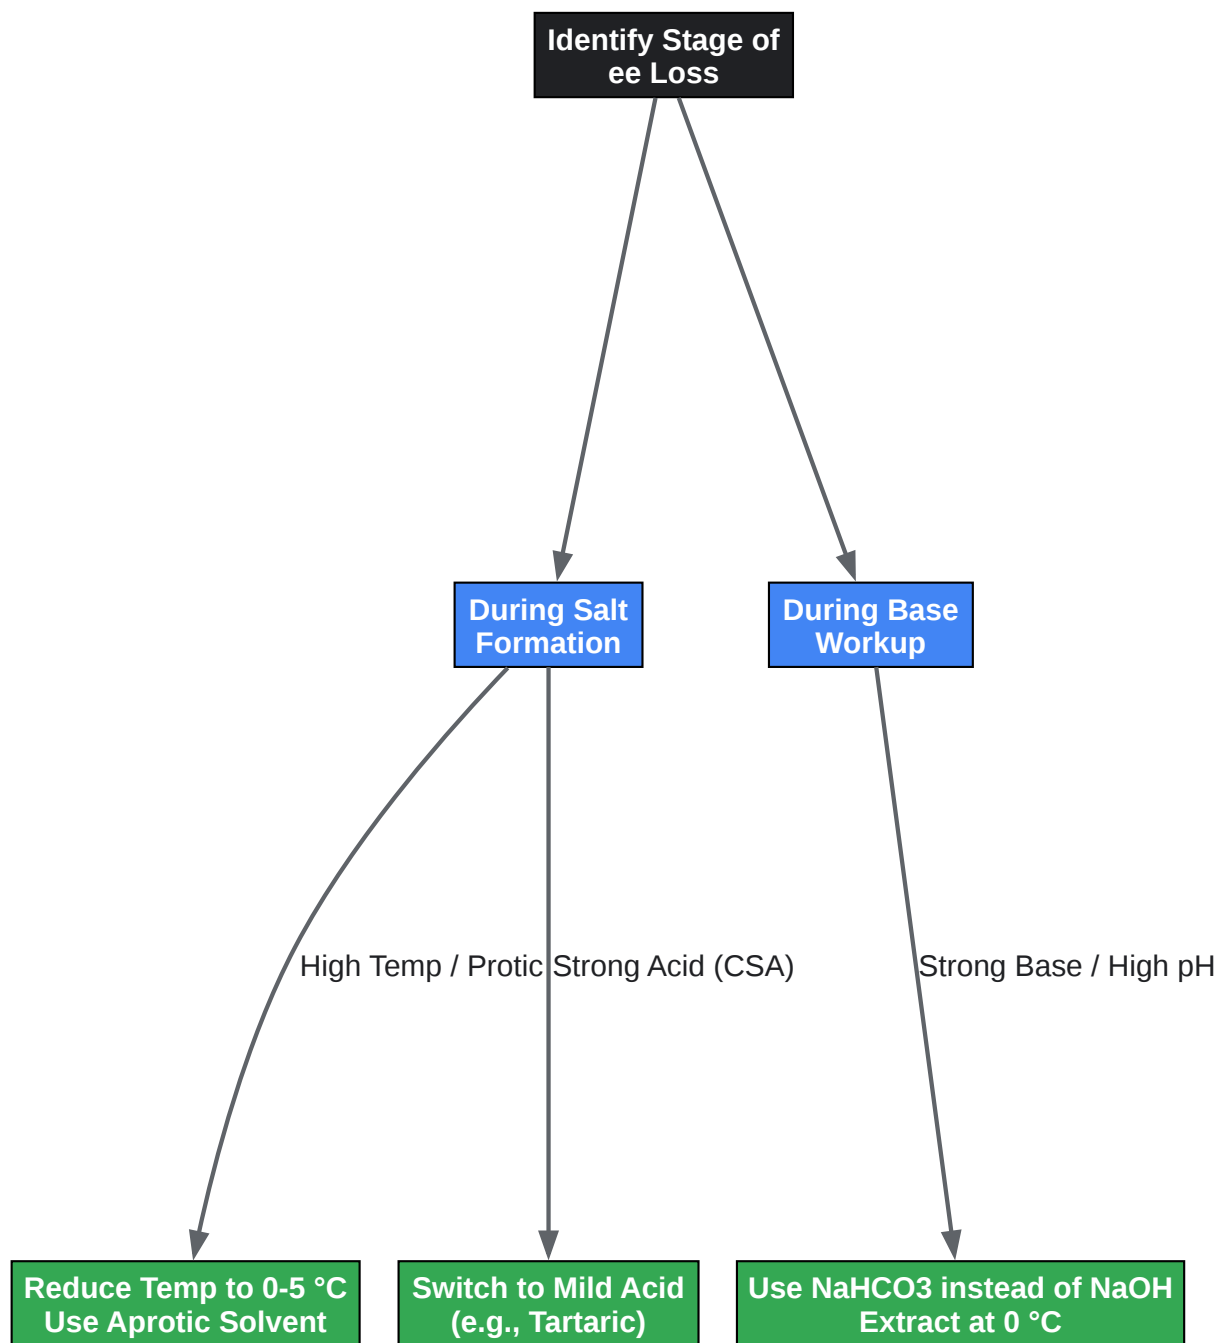 Identify Stage of
ee Loss
During Salt
Formation
During Base
Workup
High Temp / Protic
Strong Acid (CSA)
Strong Base / High pH
Reduce Temp to 0-5 °C
Use Aprotic Solvent
Switch to Mild Acid
(e.g., Tartaric)
Use NaHCO3 instead of NaOH
Extract at 0 °C